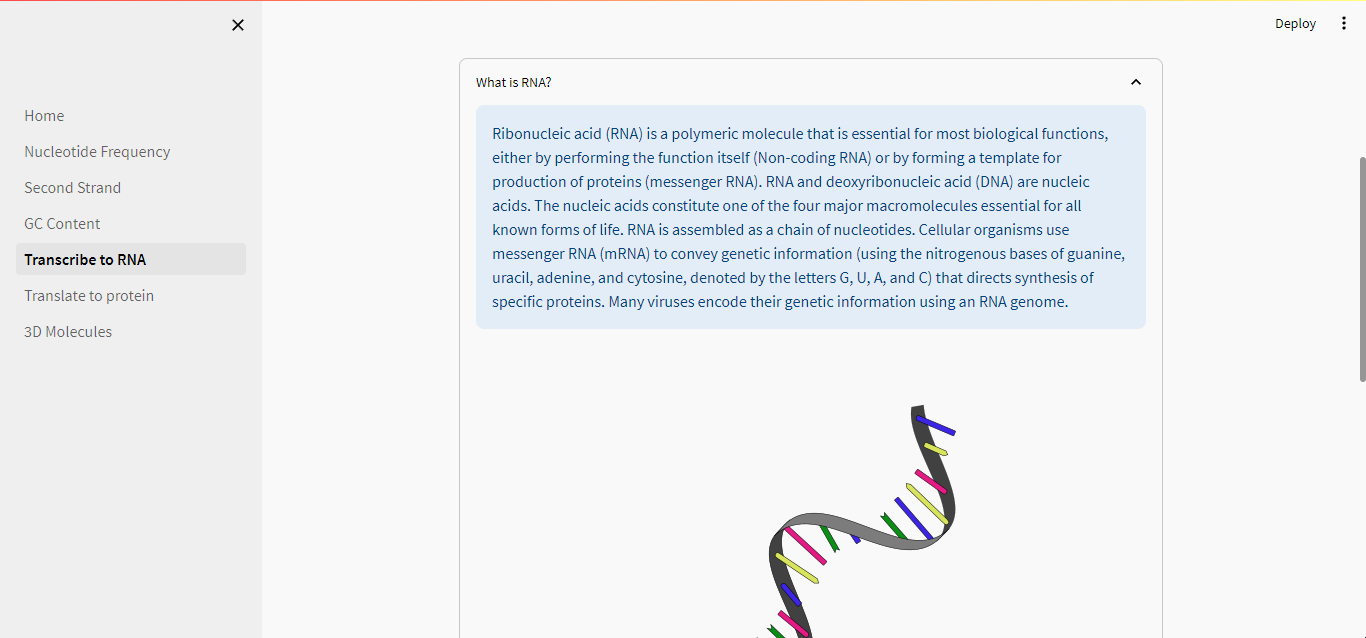 Deploy
Home
Nucleotide Frequency
Second Strand
GC Content
Transcribe to RNA
Translate to protein
3D Molecules
What is RNA?
Ribonucleic acid (RNA) is a polymeric molecule that is essential for most biological functions,
either by performing the function itself (Non-coding RNA) or by forming a template for
production of proteins (messenger RNA). RNA and deoxyribonucleic acid (DNA) are nucleic
acids. The nucleic acids constitute one of the four major macromolecules essential for all
known forms of life. RNA is assembled as a chain of nucleotides. Cellular organisms use
messenger RNA (mRNA) to convey genetic information (using the nitrogenous bases of guanine,
uracil, adenine, and cytosine, denoted by the letters G, U, A, and C) that directs synthesis of
specific proteins. Many viruses encode their genetic information using an RNA genome.